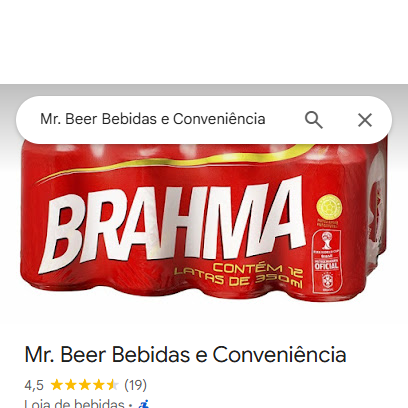 Mr. Beer Bebidas e Conveniência
BRAHMA
CONTÉM 12
LATAS DE 350ml
OFICIAL
Mr. Beer Bebidas e Conveniência
4,5 (19)
Loja de bebidas ·